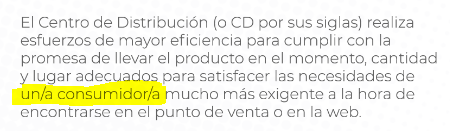 El Centro de Distribución (o CD por sus siglas) realiza
esfuerzos de mayor eficiencia para cumplir con la
promesa de llevar el producto en el momento, cantidad
y lugar adecuados para satisfacer las necesidades de
un/a consumidor/a mucho más exigente a la hora de
encontrarse en el punto de venta o en la web.